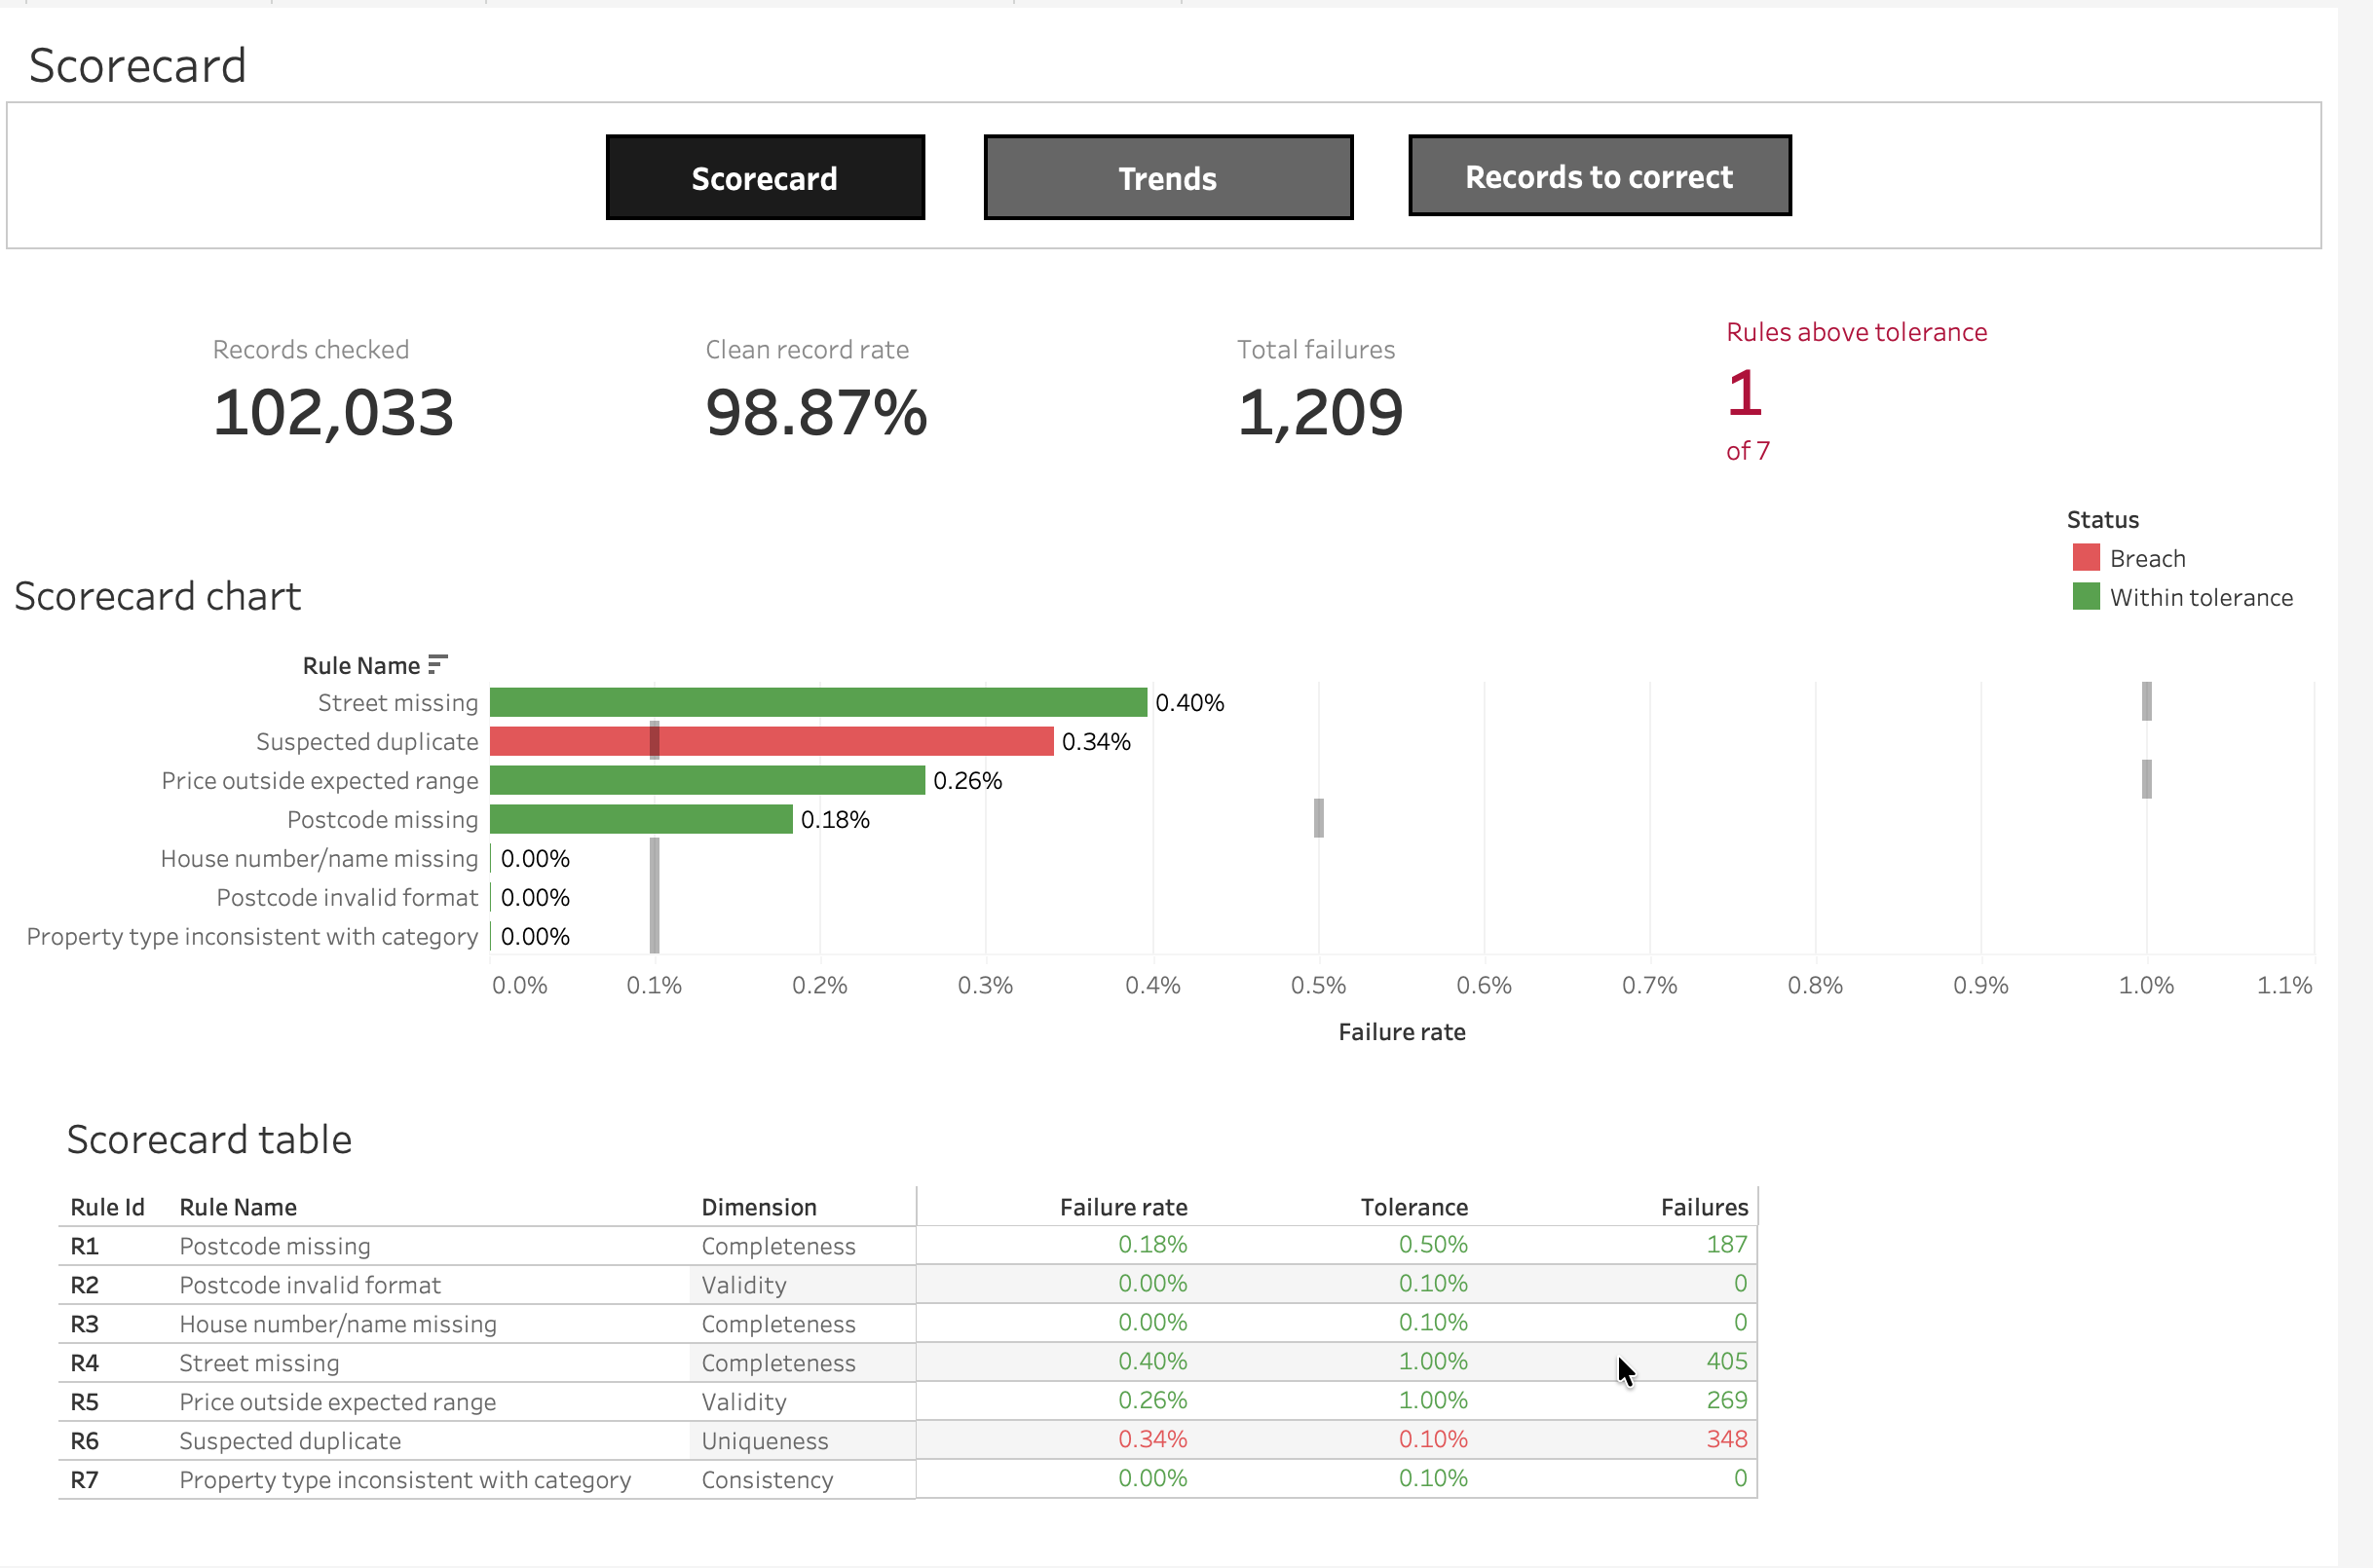 Scorecard
Scorecard Trends Records to correct
Records checked Clean record rate Total failures Rules above tolerance
102,033 98.87% 1,209 1
of 7
Status
Breach
Within tolerance
Scorecard chart
Rule Name
Street missing 0.40%
Suspected duplicate 0.34%
Price outside expected range 0.26%
Postcode missing 0.18%
House number/name missing 0.00%
Postcode invalid format 0.00%
Property type inconsistent with category 0.00%
0.0% 0.1% 0.2% 0.3% 0.4% 0.5% 0.6% 0.7% 0.8% 0.9% 1.0% 1.1%
Failure rate
Scorecard table
Rule Id Rule Name Dimension Failure rate Tolerance Failures
R1 Postcode missing Completeness 0.18% 0.50% 187
R2 Postcode invalid format Validity 0.00% 0.10% 0
R3 House number/name missing Completeness 0.00% 0.10% 0
R4 Street missing Completeness 0.40% 1.00% 405
R5 Price outside expected range Validity 0.26% 1.00% 269
R6 Suspected duplicate Uniqueness 0.34% 0.10% 348
R7 Property type inconsistent with category Consistency 0.00% 0.10% 0